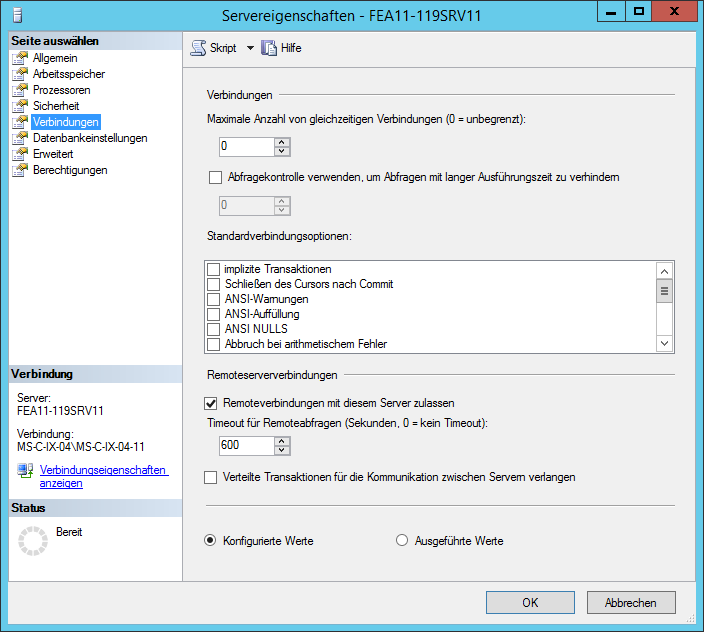 Servereigenschaften - FEA11-119SRV11
Seite auswählen
Allgemein
Arbeitsspeicher
Prozessoren
Sicherheit
Verbindungen
Datenbankeinstellungen
Erweitert
Berechtigungen
Verbindung
Server:
FEA11-119SRV11
Verbindung:
MS-C-IX-04\MS-C-IX-04-11
Verbindungseigenschaften
anzeigen
Status
Bereit
Skript
Hilfe
Verbindungen
Maximale Anzahl von gleichzeitigen Verbindungen (0 = unbegrenzt):
0
Abfragekontrolle verwenden, um Abfragen mit langer Ausführungszeit zu verhindern
0
Standardverbindungsoptionen:
implizite Transaktionen
Schließen des Cursors nach Commit
ANSI-Warnungen
ANSI-Auffüllung
ANSI NULLS
Abbruch bei arithmetischem Fehler
Remoteserververbindungen
Remoteverbindungen mit diesem Server zulassen
Timeout für Remoteabfragen (Sekunden, 0 = kein Timeout):
600
Verteilte Transaktionen für die Kommunikation zwischen Servern verlangen
Konfigurierte Werte
Ausgeführte Werte
OK
Abbrechen